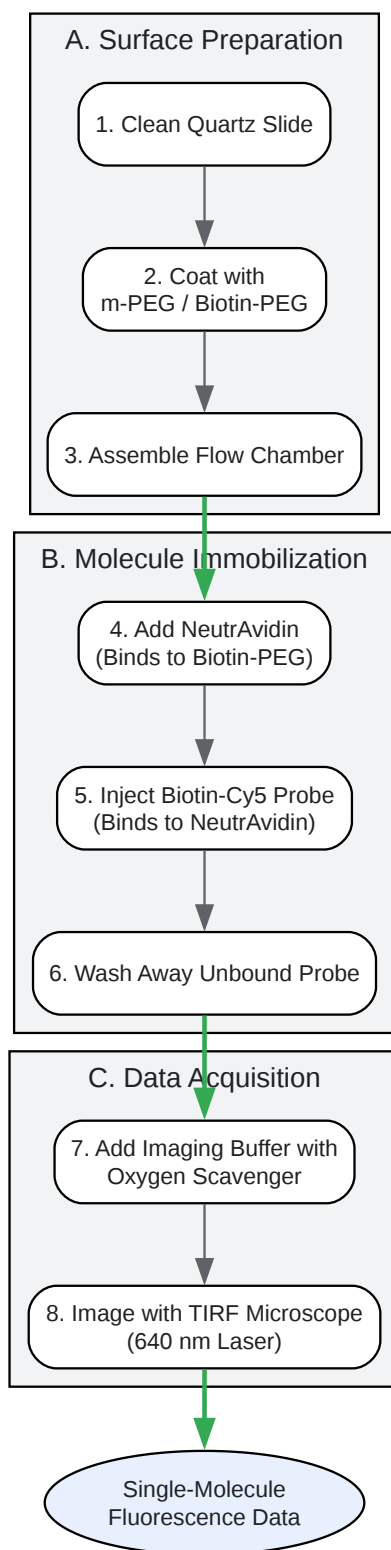 A. Surface Preparation
1. Clean Quartz Slide
2. Coat with
m-PEG / Biotin-PEG
3. Assemble Flow Chamber
B. Molecule Immobilization
4. Add NeutrAvidin
(Binds to Biotin-PEG)
5. Inject Biotin-Cy5 Probe
(Binds to NeutrAvidin)
6. Wash Away Unbound Probe
C. Data Acquisition
7. Add Imaging Buffer with
Oxygen Scavenger
8. Image with TIRF Microscope
(640 nm Laser)
Single-Molecule
Fluorescence Data